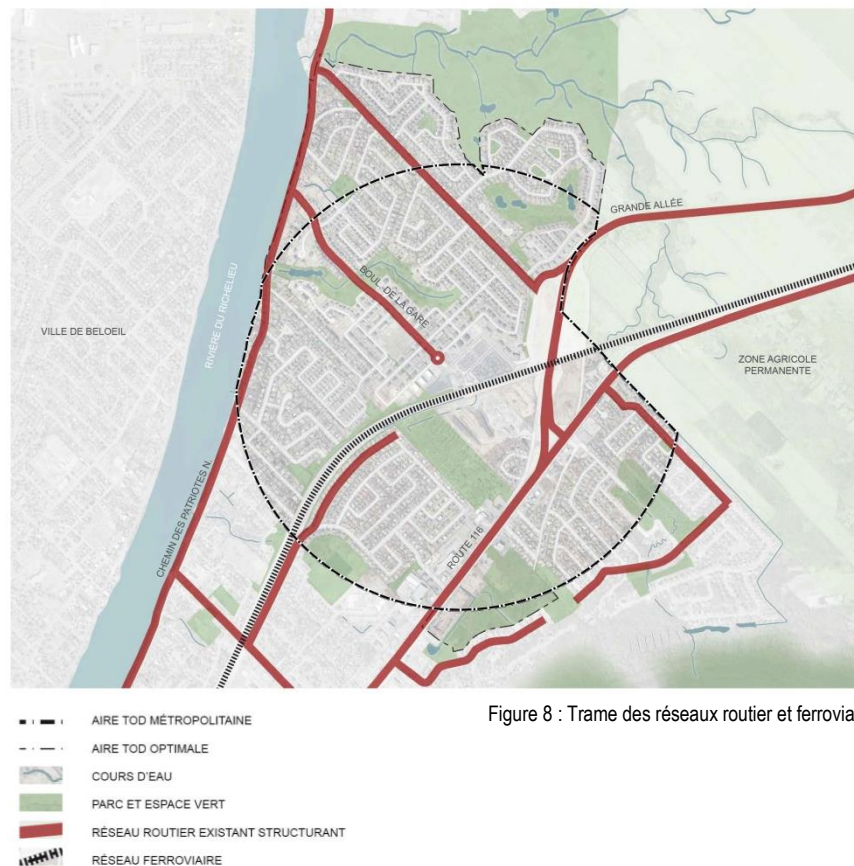 GRANDE ALLÉE
BOUL. DE LA GARE
RIVIÈRE DU RICHELIEU
VILLE DE BELOEIL
ZONE AGRICOLE
PERMANENTE
CHEMIN DES PATRIOTES N.
ROUTE 116
Figure 8 : Trame des réseaux routier et ferrovia
AIRE TOD MÉTROPOLITAINE
AIRE TOD OPTIMALE
COURS D'EAU
PARC ET ESPACE VERT
RÉSEAU ROUTIER EXISTANT STRUCTURANT
RÉSEAU FERROVIAIRE